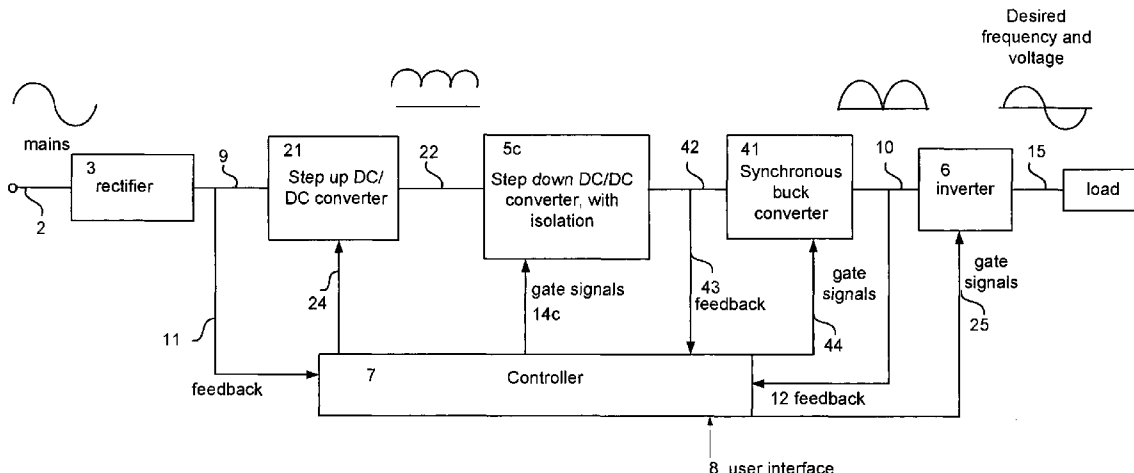 Desired
frequency and
voltage
mains
2
3
rectifier
9
21
Step up DC/
DC converter
22
5c
Step down DC/DC
converter, with
isolation
42
41
Synchronous
buck
converter
10
6
inverter
15
load
11
feedback
24
gate signals
14c
43
feedback
gate
signals
44
gate
signals
25
7
Controller
12 feedback
8 user interface